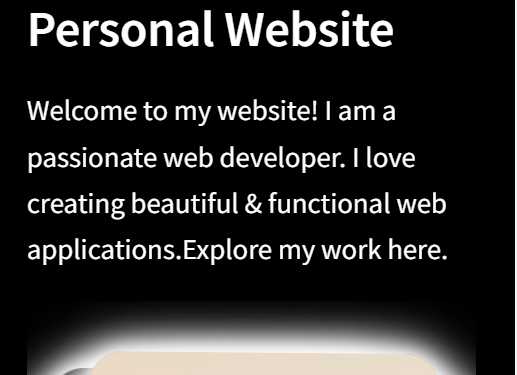 Personal Website
Welcome to my website! I am a
passionate web developer. I love
creating beautiful & functional web
applications.Explore my work here.